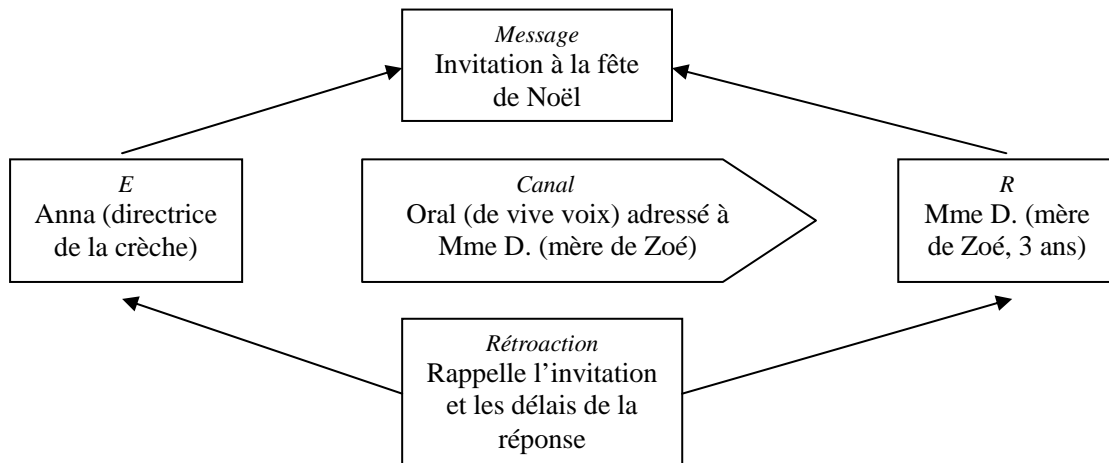 Message
Invitation à la fête
de Noël
E
Anna (directrice
de la crèche)
Canal
Oral (de vive voix) adressé à
Mme D. (mère de Zoé)
R
Mme D. (mère
de Zoé, 3 ans)
Rétroaction
Rappelle l’invitation
et les délais de la
réponse